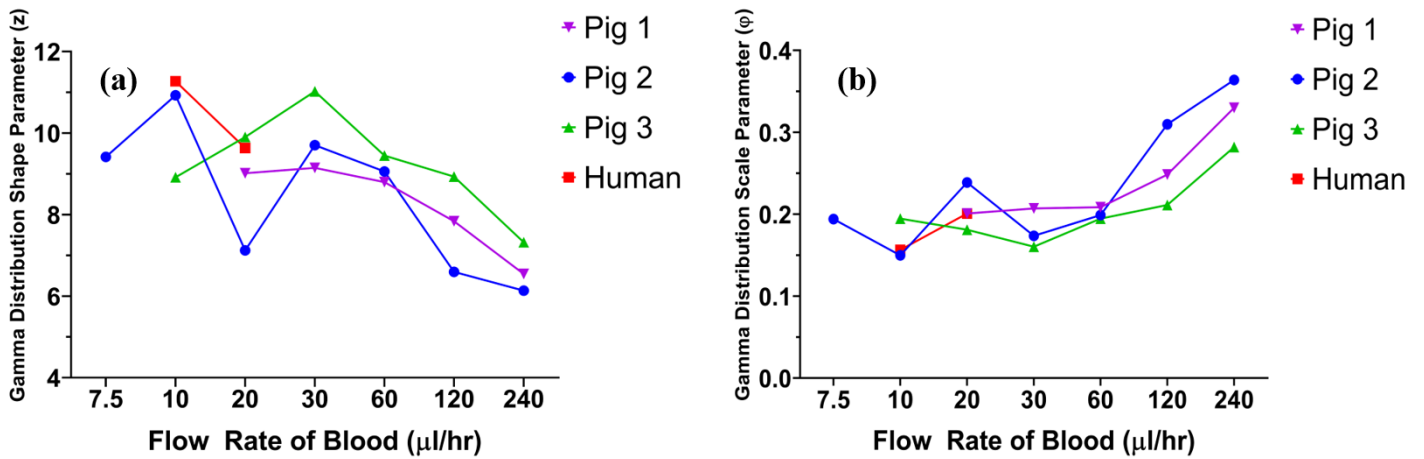 Gamma Distribution Shape Parameter (z)
12
10
8
6
4
(a)
7.5 10 20 30 60 120 240
Flow Rate of Blood (μl/hr)
Pig 1
Pig 2
Pig 3
Human
Gamma Distribution Scale Parameter (φ)
0.4
0.3
0.2
0.1
0.0
(b)
7.5 10 20 30 60 120 240
Flow Rate of Blood (μl/hr)
Pig 1
Pig 2
Pig 3
Human